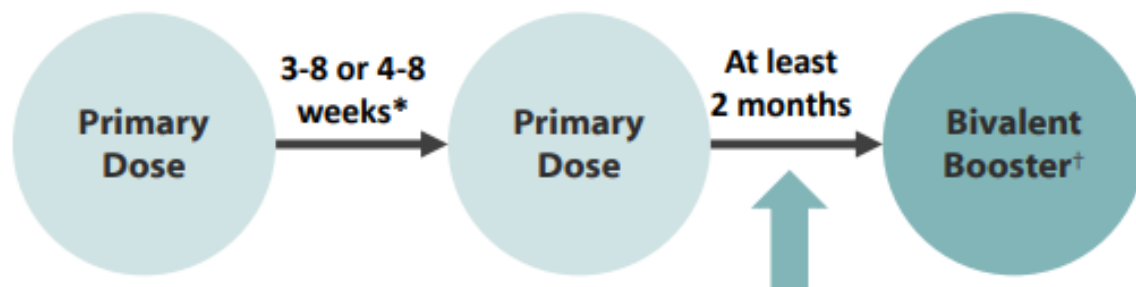 Primary
Dose
3-8 or 4-8
weeks*
Primary
Dose
At least
2 months
Bivalent
Booster†